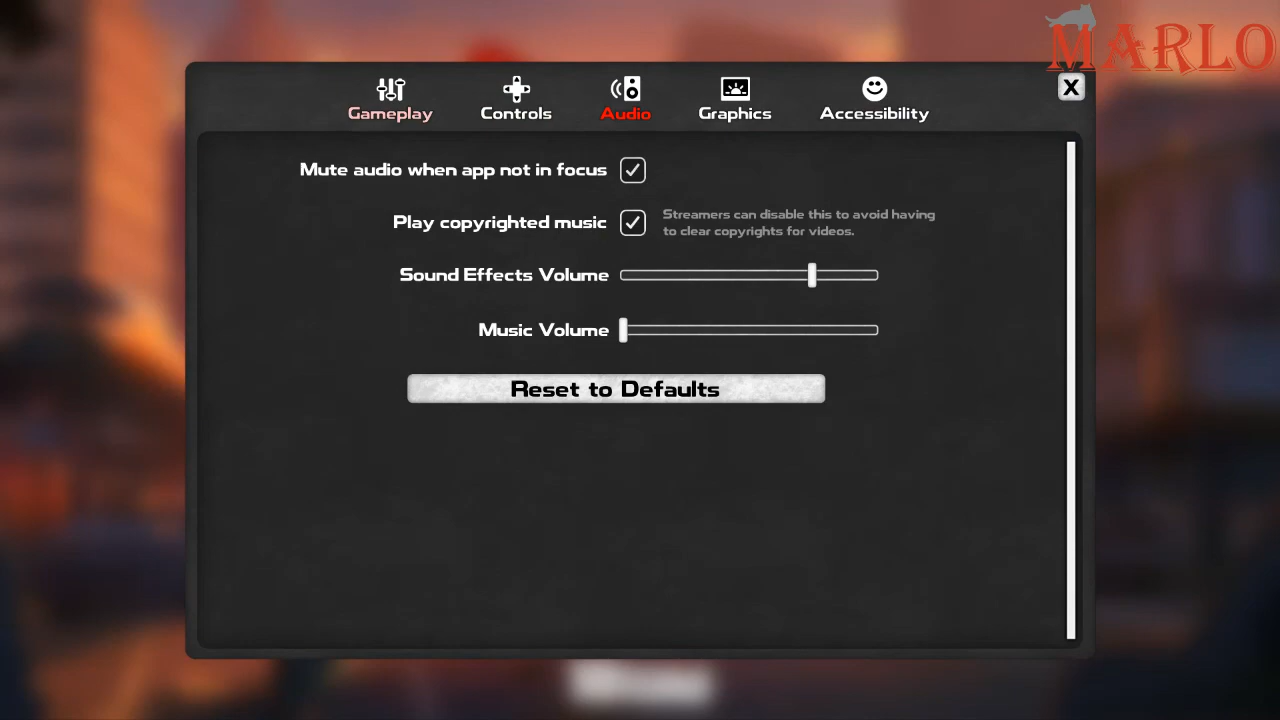 MARLO
X
Gameplay
Controls
Audio
Graphics
Accessibility
Mute audio when app not in focus
Play copyrighted music
Streamers can disable this to avoid having
to clear copyrights for videos.
Sound Effects Volume
Music Volume
Reset to Defaults